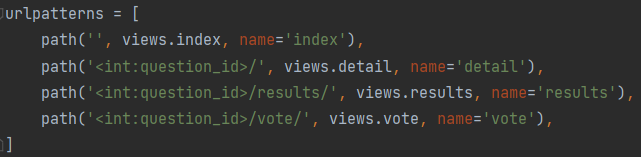 urlpatterns = [
    path('', views.index, name='index'),
    path('<int:question_id>/', views.detail, name='detail'),
    path('<int:question_id>/results/', views.results, name='results'),
    path('<int:question_id>/vote/', views.vote, name='vote'),
]